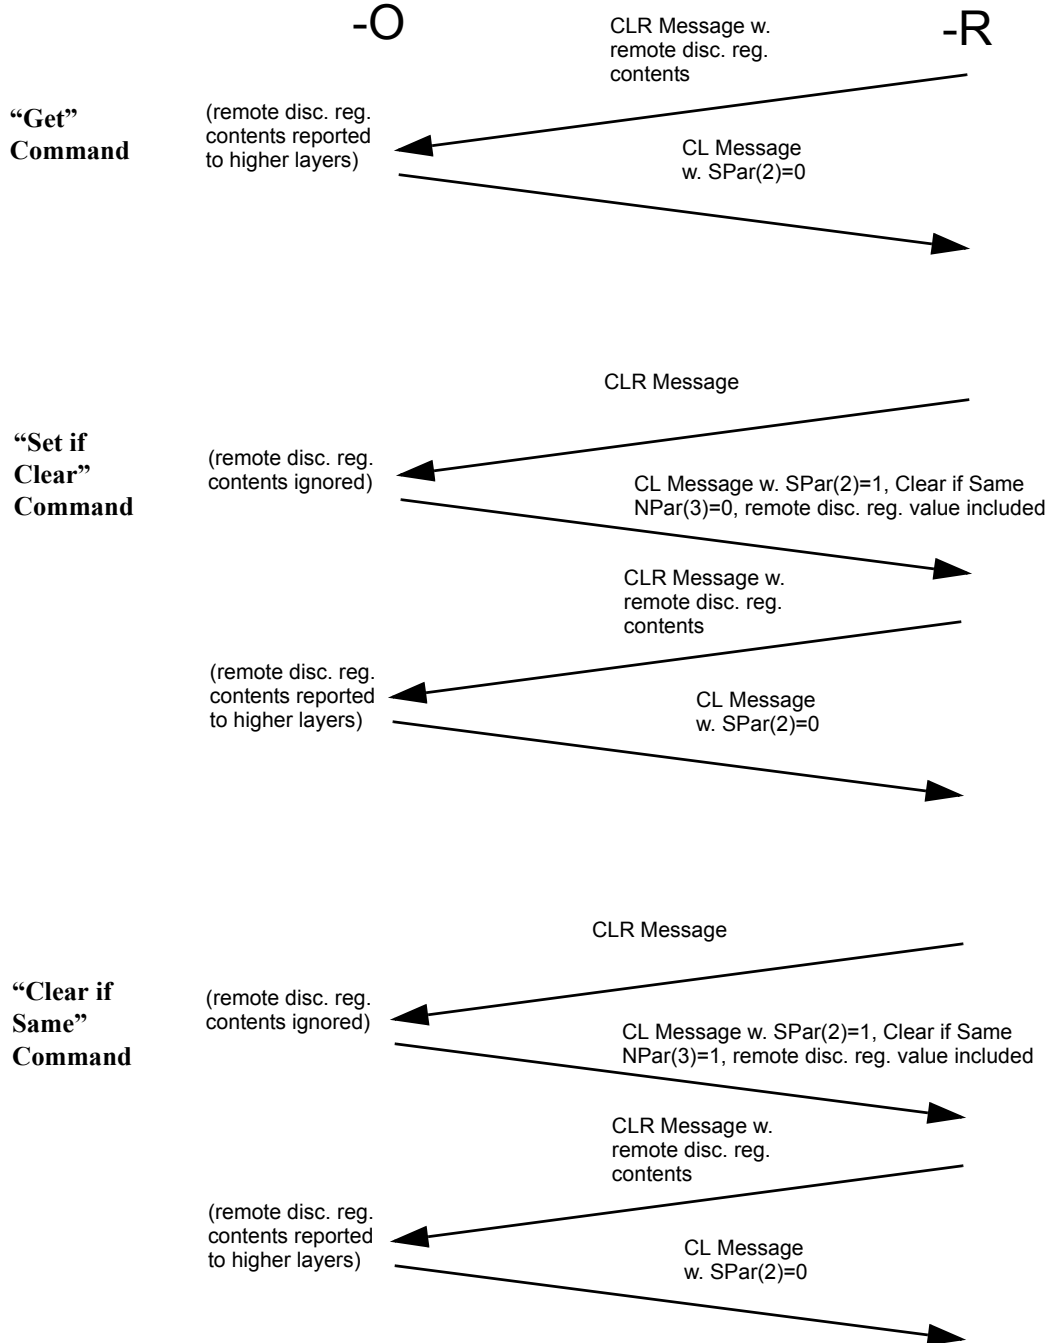 -O
-R
CLR Message w.
remote disc. reg.
contents
“Get”
Command
(remote disc. reg.
contents reported
to higher layers)
CL Message
w. SPar(2)=0
CLR Message
“Set if
Clear”
Command
(remote disc. reg.
contents ignored)
CL Message w. SPar(2)=1, Clear if Same
NPar(3)=0, remote disc. reg. value included
CLR Message w.
remote disc. reg.
contents
(remote disc. reg.
contents reported
to higher layers)
CL Message
w. SPar(2)=0
CLR Message
“Clear if
Same”
Command
(remote disc. reg.
contents ignored)
CL Message w. SPar(2)=1, Clear if Same
NPar(3)=1, remote disc. reg. value included
CLR Message w.
remote disc. reg.
contents
(remote disc. reg.
contents reported
to higher layers)
CL Message
w. SPar(2)=0